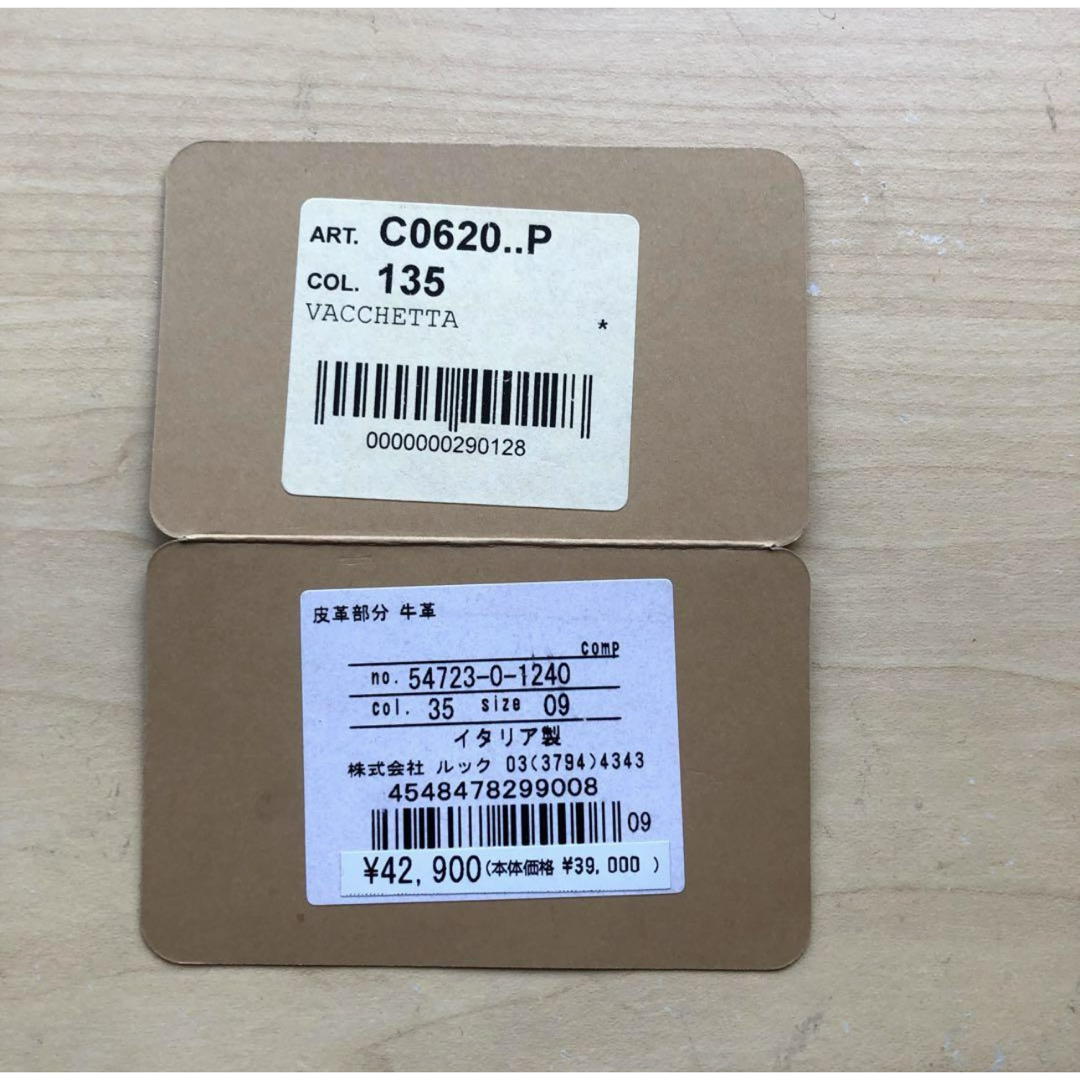 ART. C0620..P
COL. 135
VACCHETTA *
0000000290128
皮革部分 牛革
comp
no. 54723-0-1240
col. 35 size 09
イタリア製
株式会社 ルック 03(3794)4343
4548478299008
09
¥42,900(本体価格 ¥39,000 )